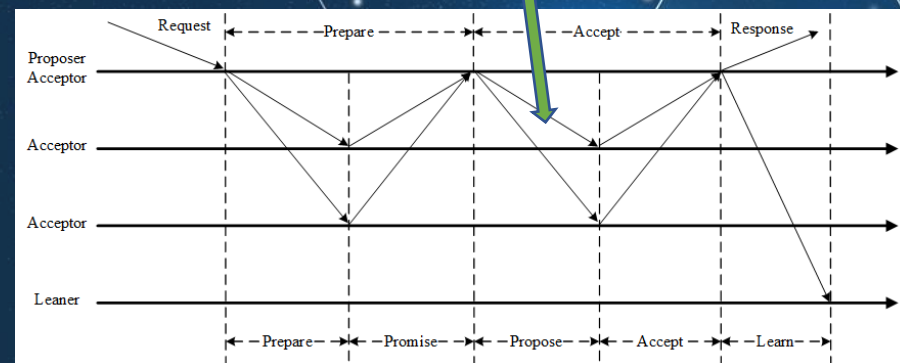 Request
Prepare
Accept
Response
Proposer
Acceptor
Acceptor
Acceptor
Leaner
Prepare
Promise
Propose
Accept
Learn